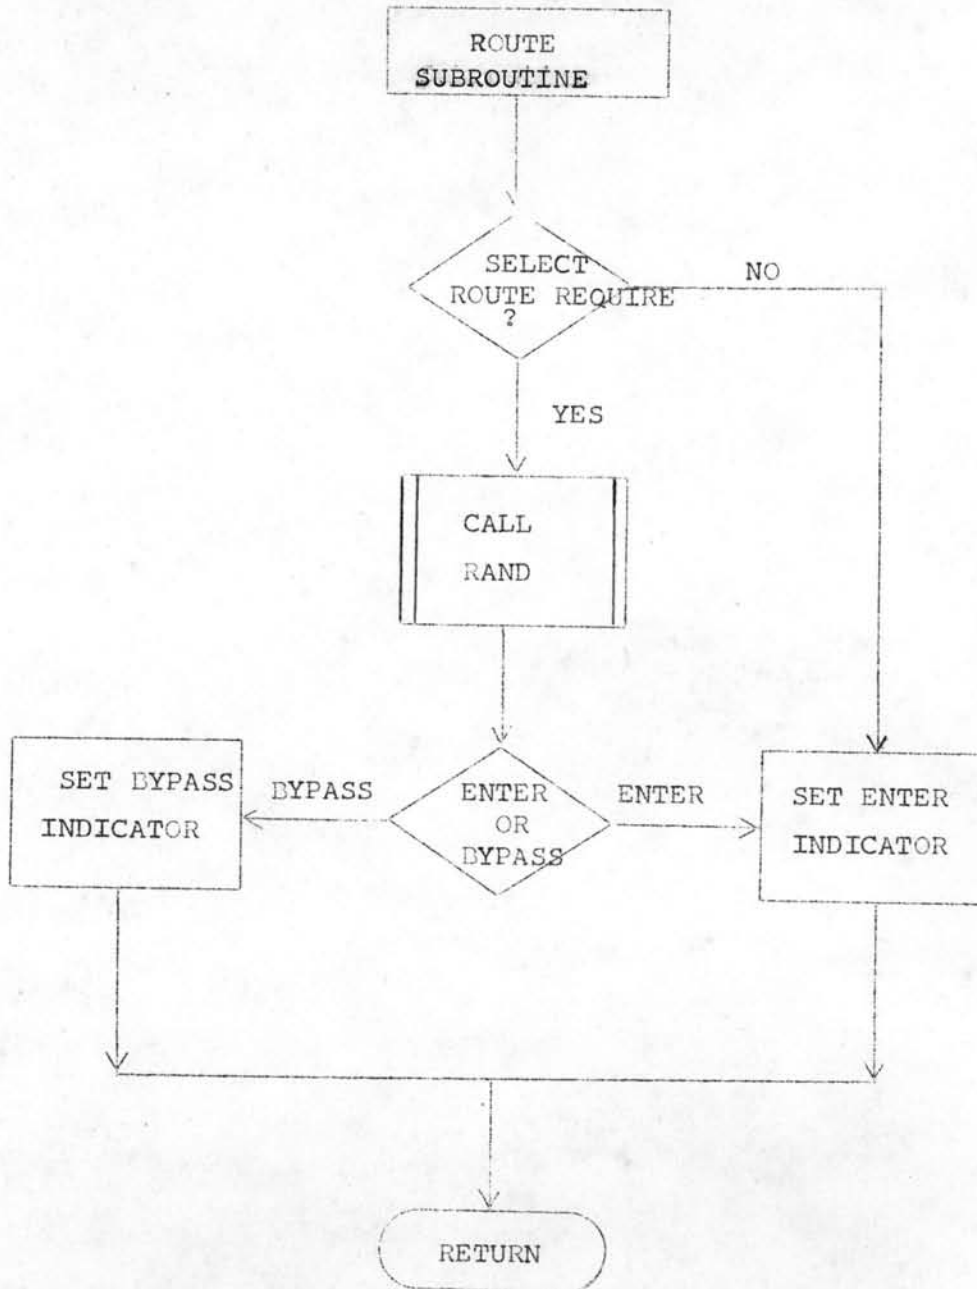 ROUTE
SUBROUTINE
SELECT
ROUTE REQUIRE
?
NO
YES
CALL
RAND
SET BYPASS
INDICATOR
BYPASS
ENTER
OR
BYPASS
ENTER
SET ENTER
INDICATOR
RETURN